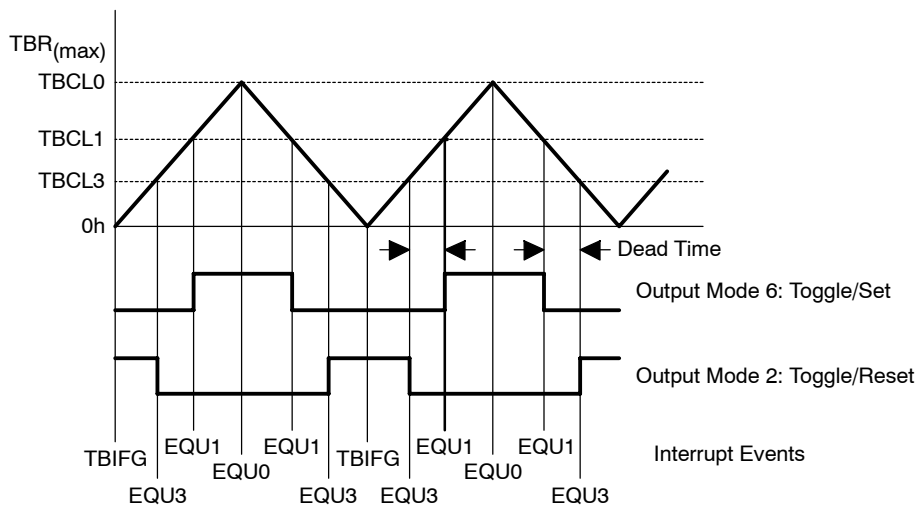 TBR(max)
TBCL0
TBCL1
TBCL3
0h
Dead Time
Output Mode 6: Toggle/Set
Output Mode 2: Toggle/Reset
TBIFG EQU1 EQU1 TBIFG EQU1 EQU1 Interrupt Events
EQU0 EQU0
EQU3 EQU3 EQU3 EQU3